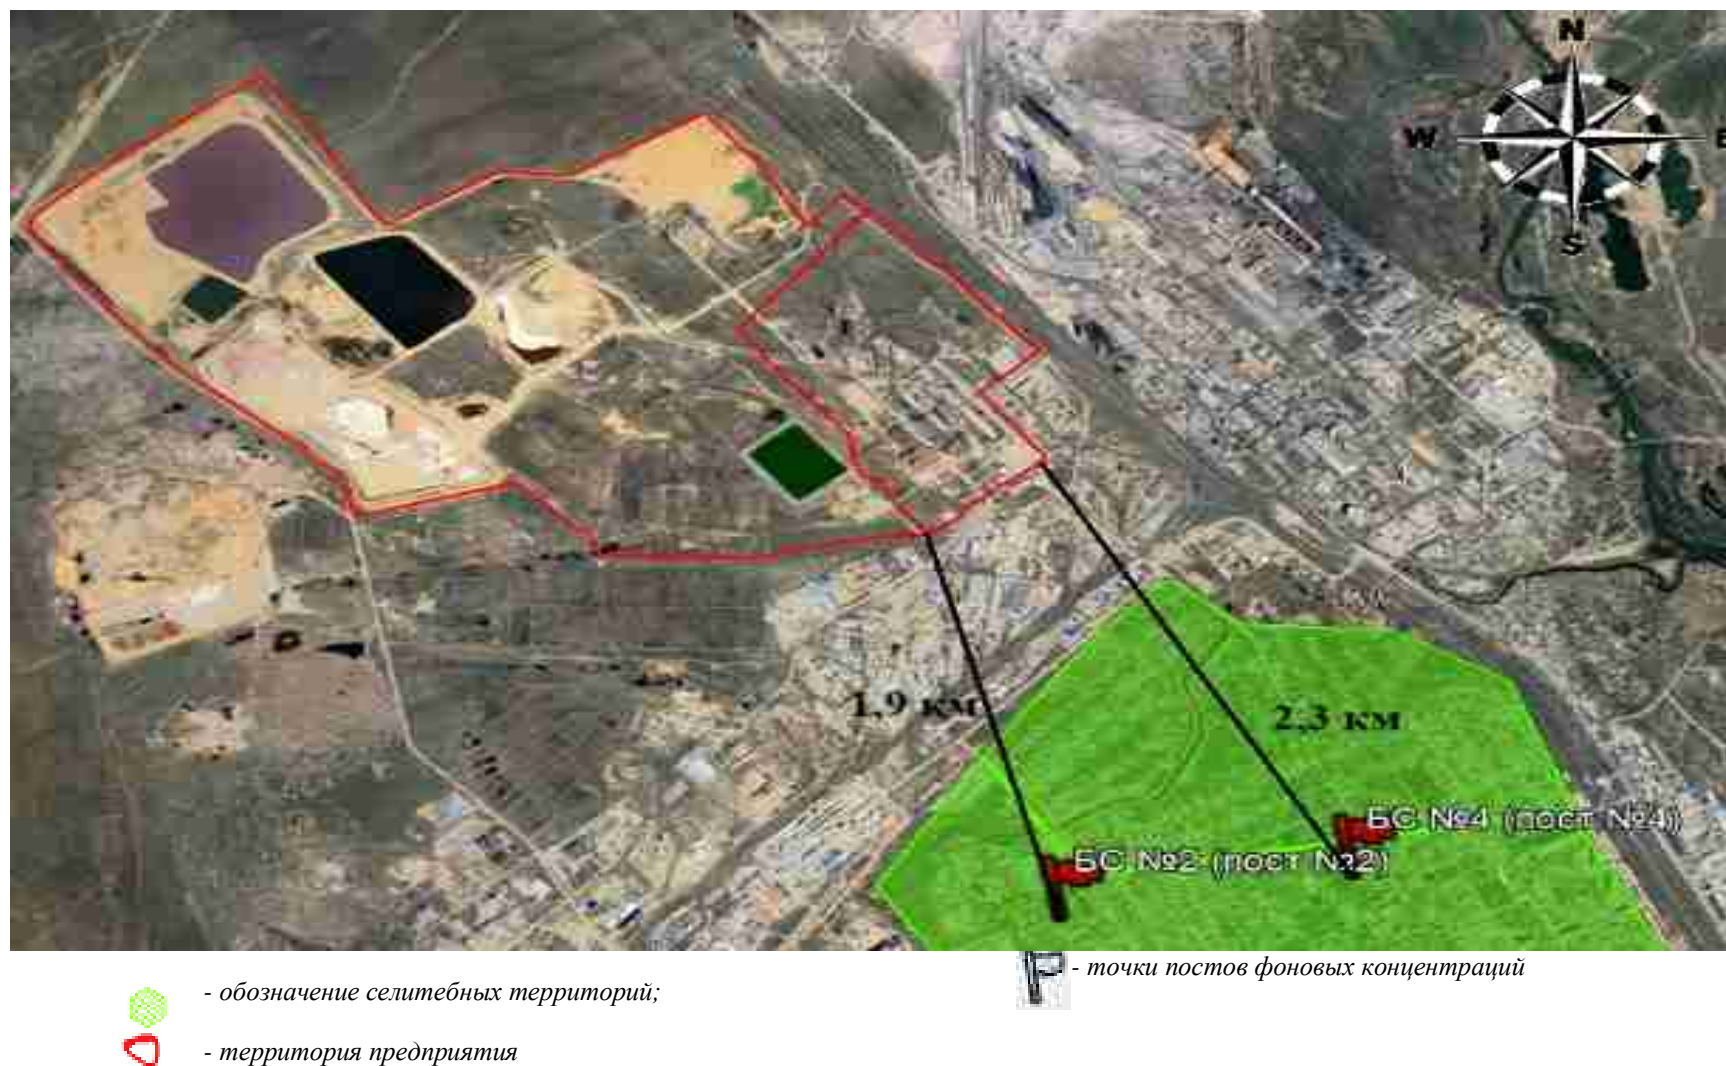 N
W
E
S
1,9 км
2,3 км
БС №4 (пост №4)
БС №2 (пост №2)
- точки постов фоновых концентраций
- обозначение селитебных территорий;
- территория предприятия